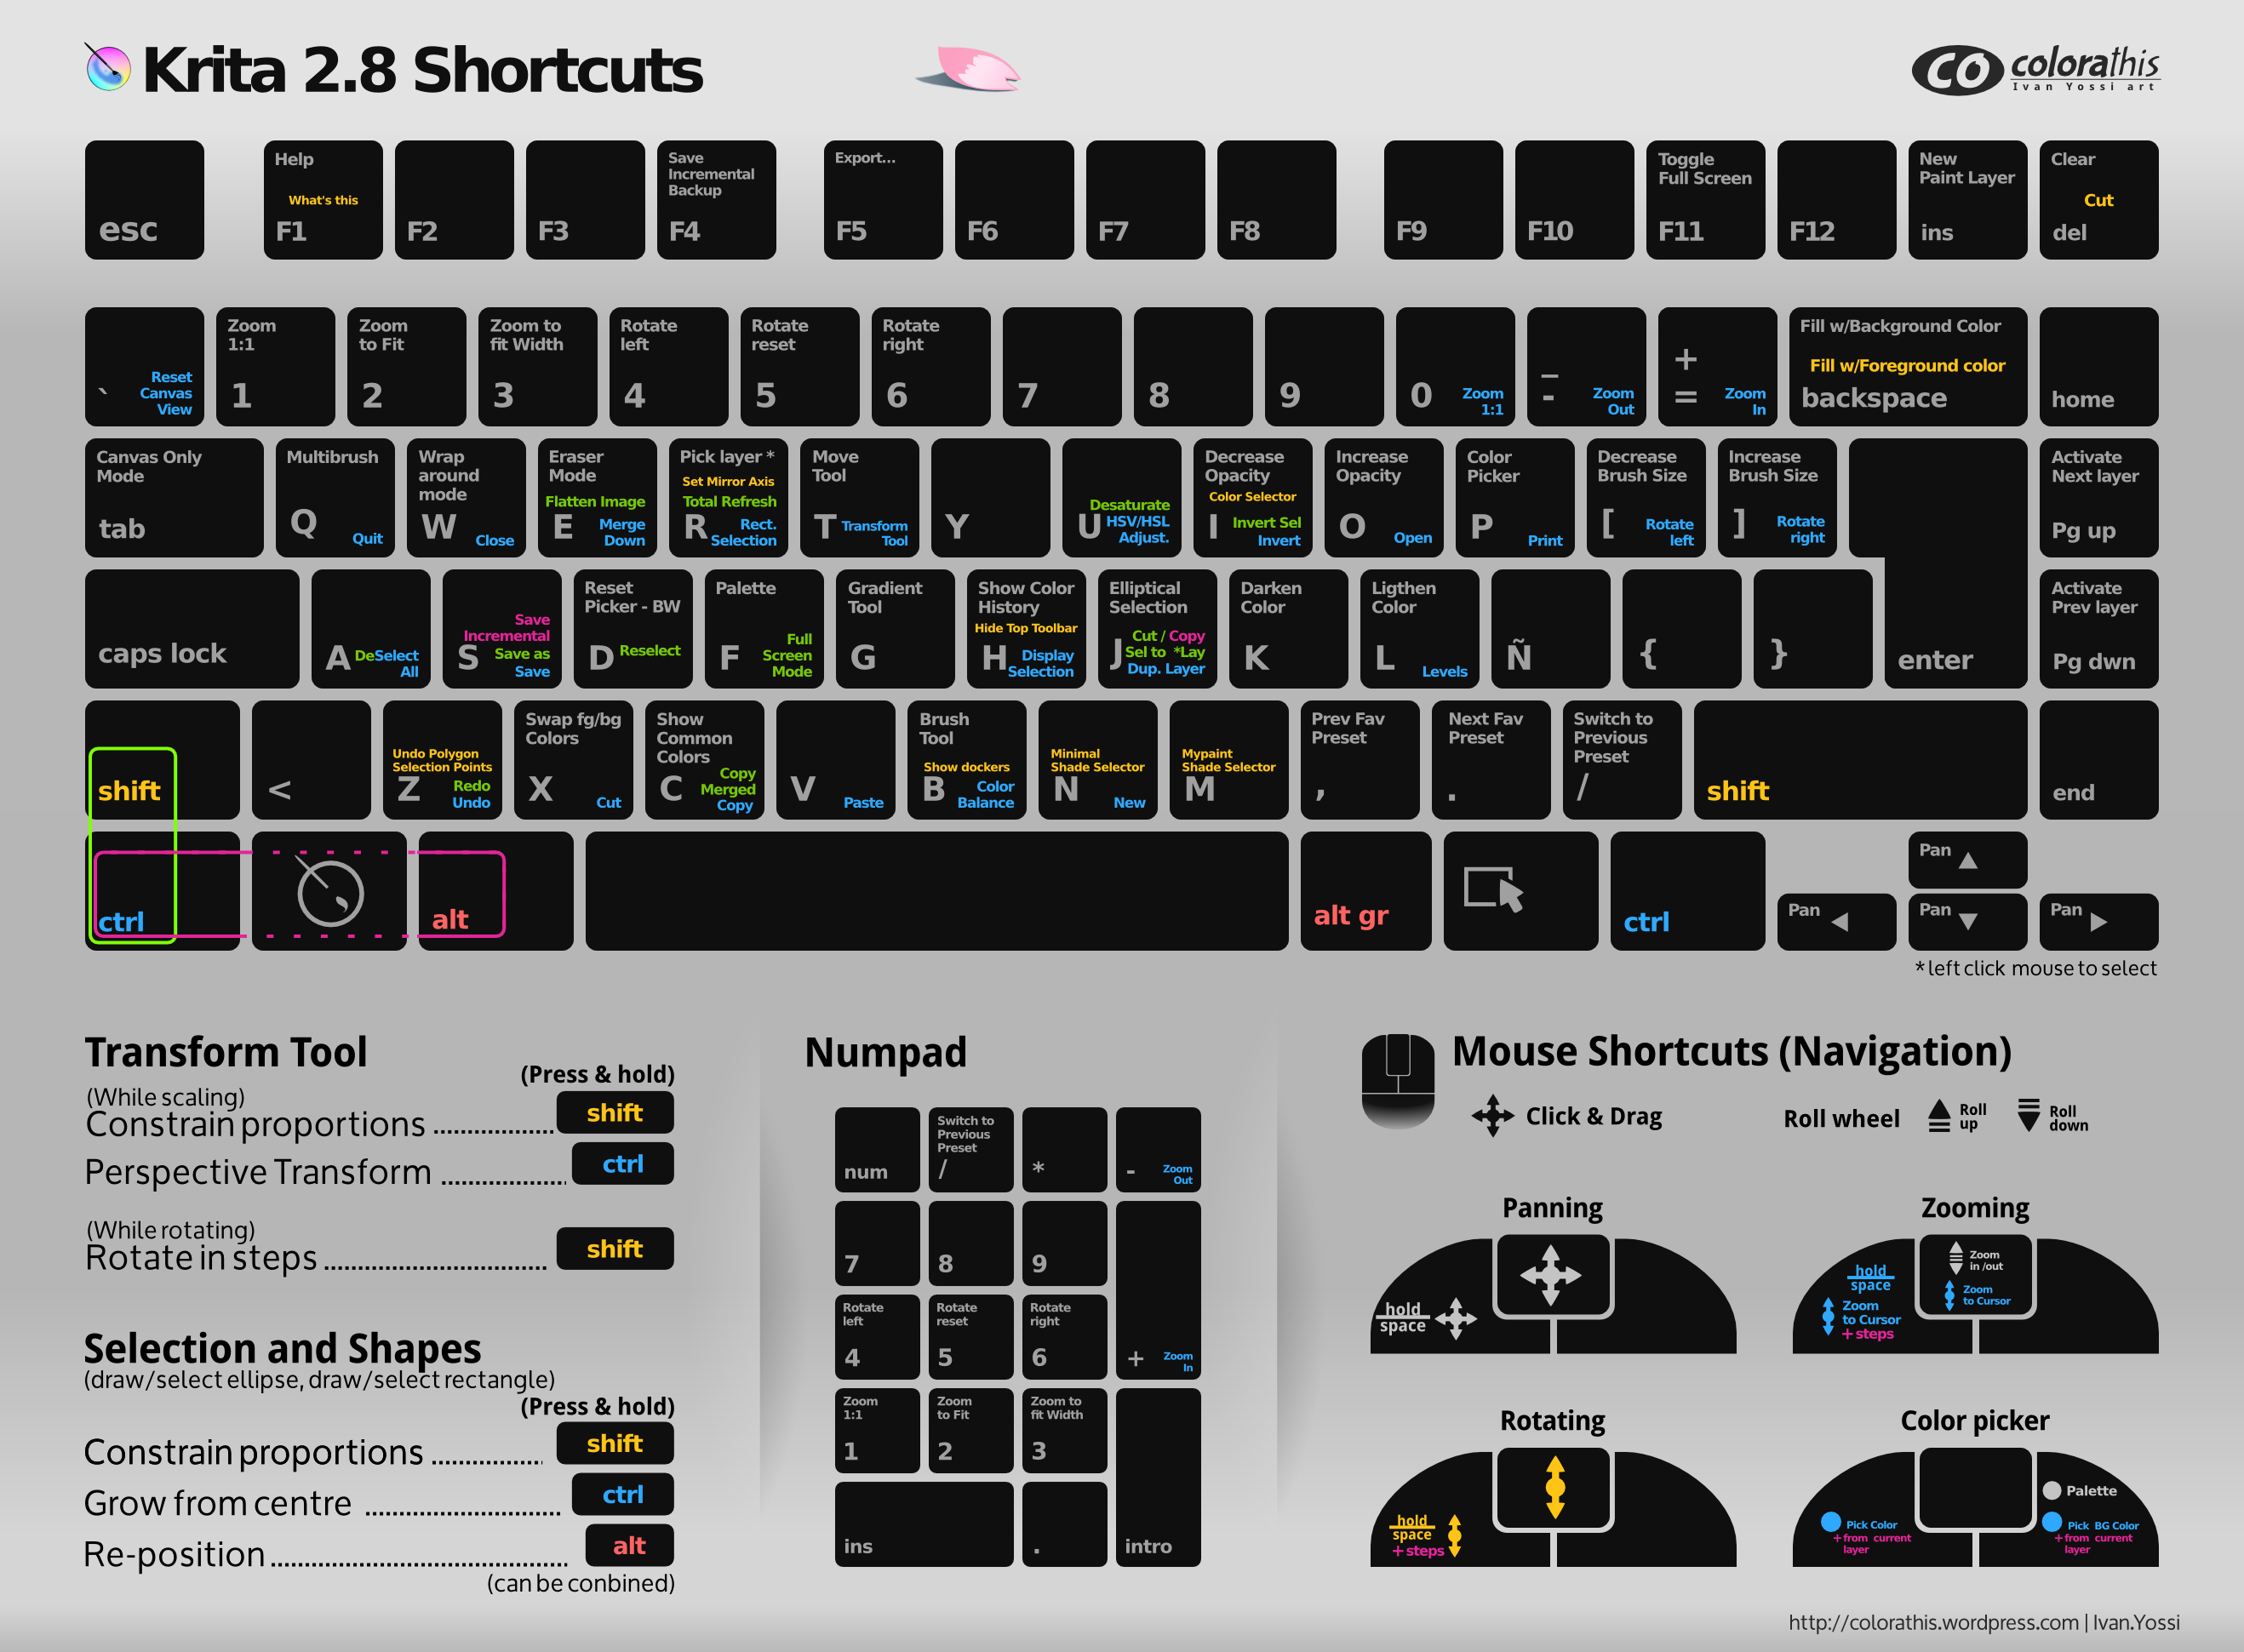 Krita 2.8 Shortcuts
CO colorathis
Ivan Yossi art
esc
Help
What's this
F1
F2
F3
Save
Incremental
Backup
F4
Export...
F5
F6
F7
F8
F9
F10
Toggle
Full Screen
F11
F12
New
Paint Layer
ins
Clear
Cut
del
`
Reset
Canvas
View
Zoom
1:1
1
Zoom
to Fit
2
Zoom to
fit Width
3
Rotate
left
4
Rotate
reset
5
Rotate
right
6
7
8
9
0
Zoom
1:1
_
-
Zoom
Out
+
=
Zoom
In
Fill w/Background Color
Fill w/Foreground color
backspace
home
Canvas Only
Mode
tab
Multibrush
Q
Quit
Wrap
around
mode
W
Close
Eraser
Mode
Flatten Image
E
Merge
Down
Pick layer *
Set Mirror Axis
Total Refresh
R
Rect.
Selection
Move
Tool
T
Transform
Tool
Y
Desaturate
U
HSV/HSL
Adjust.
Decrease
Opacity
Color Selector
I
Invert Sel
Invert
Increase
Opacity
O
Open
Color
Picker
P
Print
Decrease
Brush Size
[
Rotate
left
Increase
Brush Size
]
Rotate
right
Activate
Next layer
Pg up
caps lock
A
DeSelect
All
Save
Incremental
S
Save as
Save
Reset
Picker - BW
D
Reselect
Palette
F
Full
Screen
Mode
Gradient
Tool
G
Show Color
History
Hide Top Toolbar
H
Display
Selection
Elliptical
Selection
J
Cut / Copy
Sel to *Lay
Dup. Layer
Darken
Color
K
Ligthen
Color
L
Levels
Ñ
{
}
enter
Activate
Prev layer
Pg dwn
shift
<
Undo Polygon
Selection Points
Z
Redo
Undo
Swap fg/bg
Colors
X
Cut
Show
Common
Colors
C
Copy
Merged
Copy
V
Paste
Brush
Tool
Show dockers
B
Color
Balance
Minimal
Shade Selector
N
New
Mypaint
Shade Selector
M
Prev Fav
Preset
,
Next Fav
Preset
.
Switch to
Previous
Preset
/
shift
end
ctrl
alt
alt gr
ctrl
Pan
Pan
Pan
Pan
* left click mouse to select
Transform Tool
(Press & hold)
(While scaling)
Constrain proportions .................. shift
Perspective Transform .................. ctrl
(While rotating)
Rotate in steps .................. shift
Selection and Shapes
(draw/select ellipse, draw/select rectangle)
(Press & hold)
Constrain proportions .................. shift
Grow from centre .................. ctrl
Re-position .................. alt
(can be conbined)
Numpad
num
Switch to
Previous
Preset
/
*
-
Zoom
Out
7
8
9
Rotate
left
4
Rotate
reset
5
Rotate
right
6
+
Zoom
In
Zoom
1:1
1
Zoom
to Fit
2
Zoom to
fit Width
3
ins
.
intro
Mouse Shortcuts (Navigation)
Click & Drag
Roll wheel
Roll
up
Roll
down
Panning
hold
space
Zooming
hold
space
Zoom
to Cursor
+steps
Zoom
in /out
Zoom
to Cursor
Rotating
hold
space
+steps
Color picker
Pick Color
+from current
layer
Palette
Pick BG Color
+from current
layer
http://colorathis.wordpress.com | Ivan.Yossi